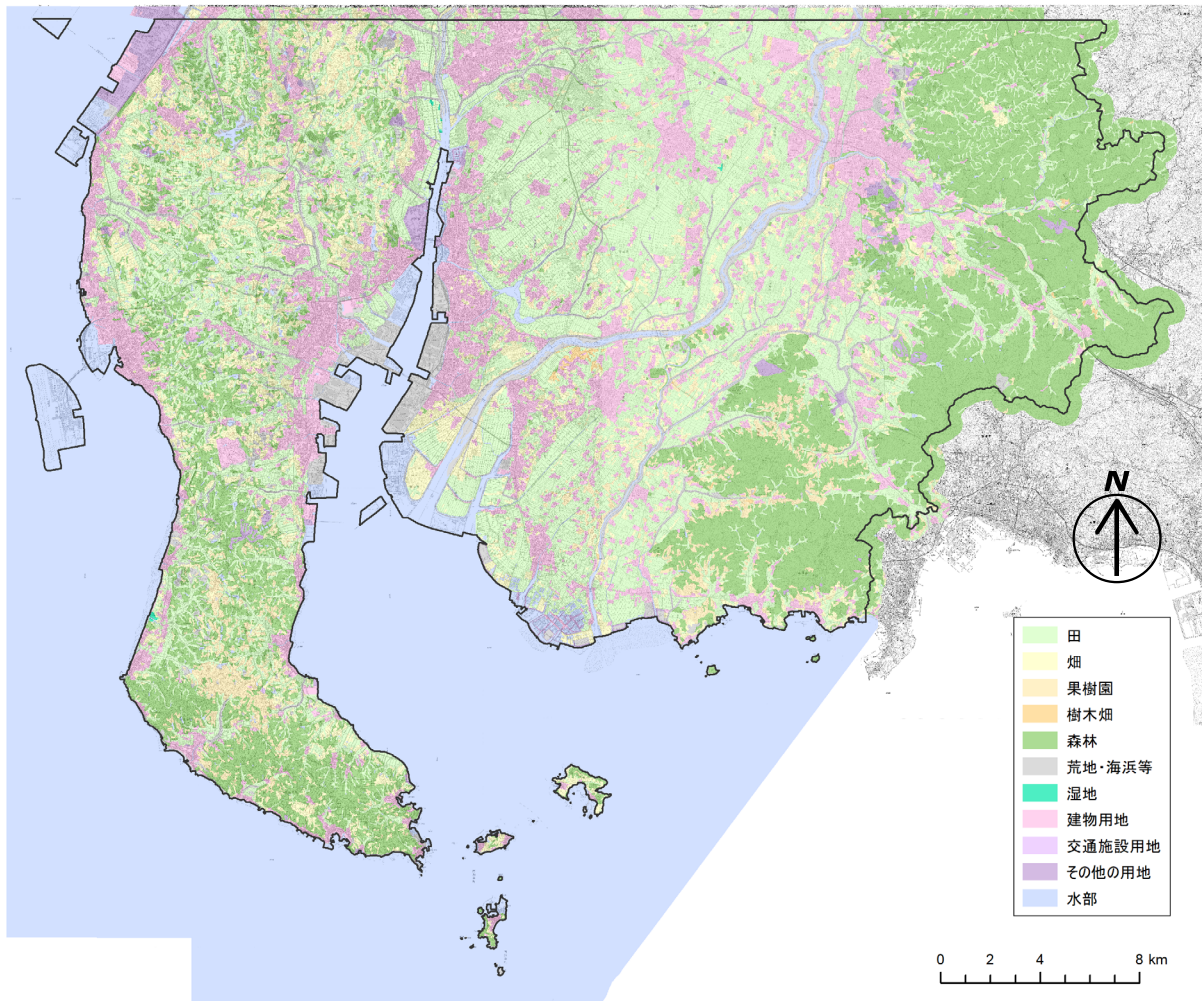 N
田
畑
果樹園
樹木畑
森林
荒地・海浜等
湿地
建物用地
交通施設用地
その他の用地
水部
0 2 4 8 km